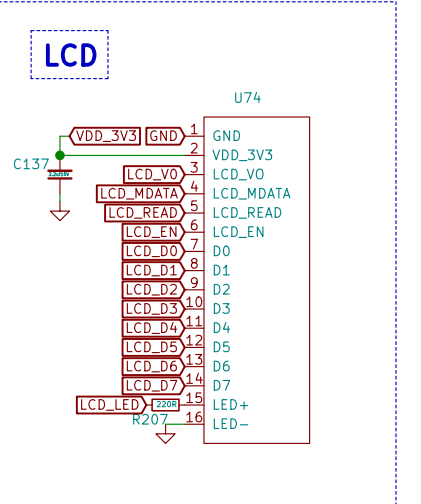 LCD
U74
VDD_3V3 GND 1 GND
2 VDD_3V3
C137
LCD_V0 3 LCD_VO
LCD_MDATA 4 LCD_MDATA
LCD_READ 5 LCD_READ
LCD_EN 6 LCD_EN
LCD_D0 7 D0
LCD_D1 8 D1
LCD_D2 9 D2
LCD_D3 10 D3
LCD_D4 11 D4
LCD_D5 12 D5
LCD_D6 13 D6
LCD_D7 14 D7
LCD_LED 220R 15 LED+
R207 16 LED-